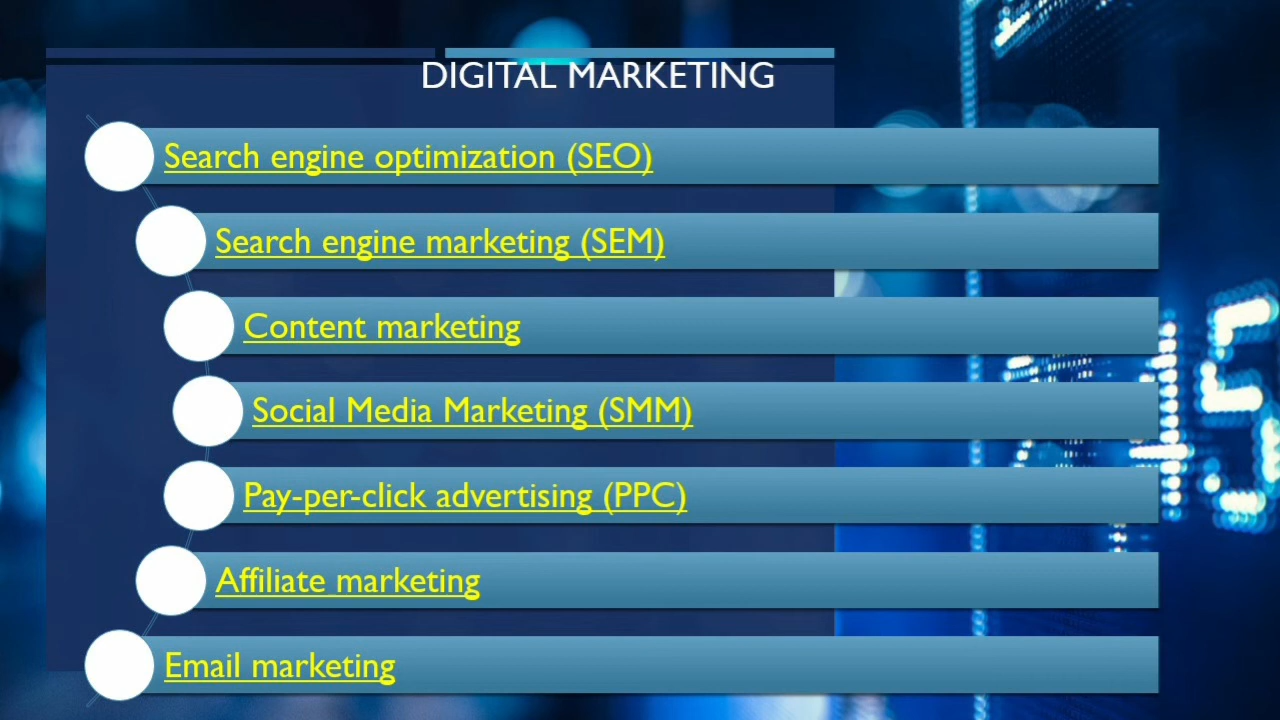 DIGITAL MARKETING
Search engine optimization (SEO)
Search engine marketing (SEM)
Content marketing
Social Media Marketing (SMM)
Pay-per-click advertising (PPC)
Affiliate marketing
Email marketing
45